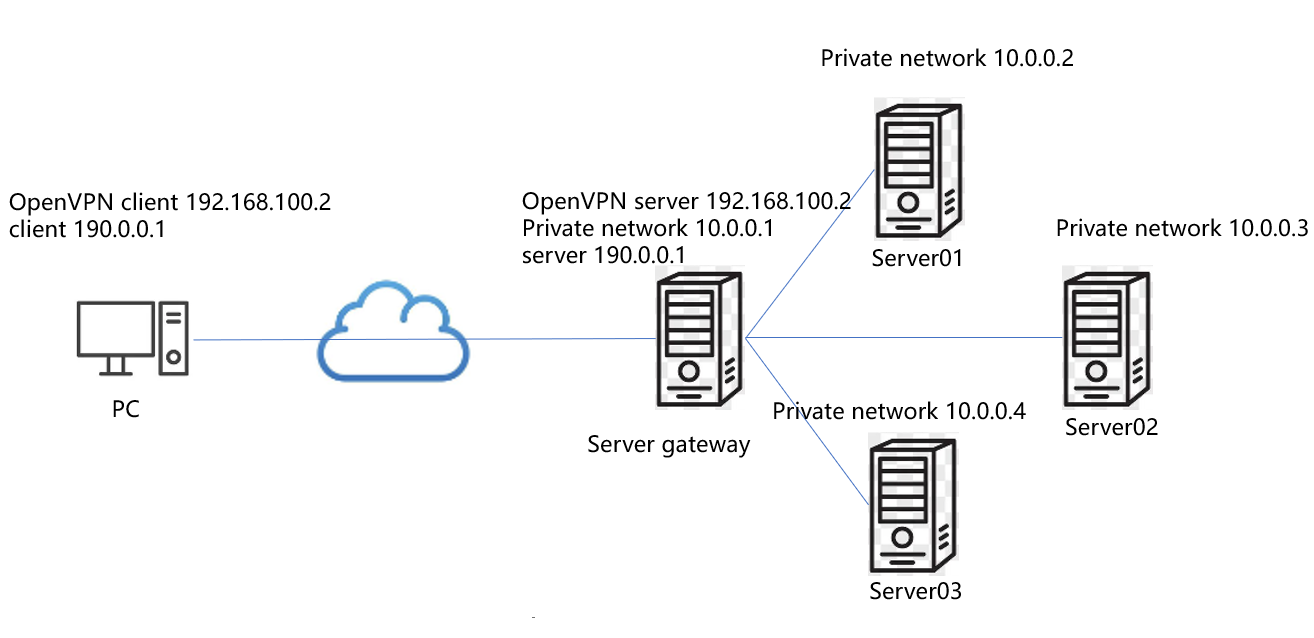 Private network 10.0.0.2
OpenVPN client 192.168.100.2
client 190.0.0.1
OpenVPN server 192.168.100.2
Private network 10.0.0.1
server 190.0.0.1
Server01
Private network 10.0.0.3
PC
Server gateway
Private network 10.0.0.4
Server02
Server03